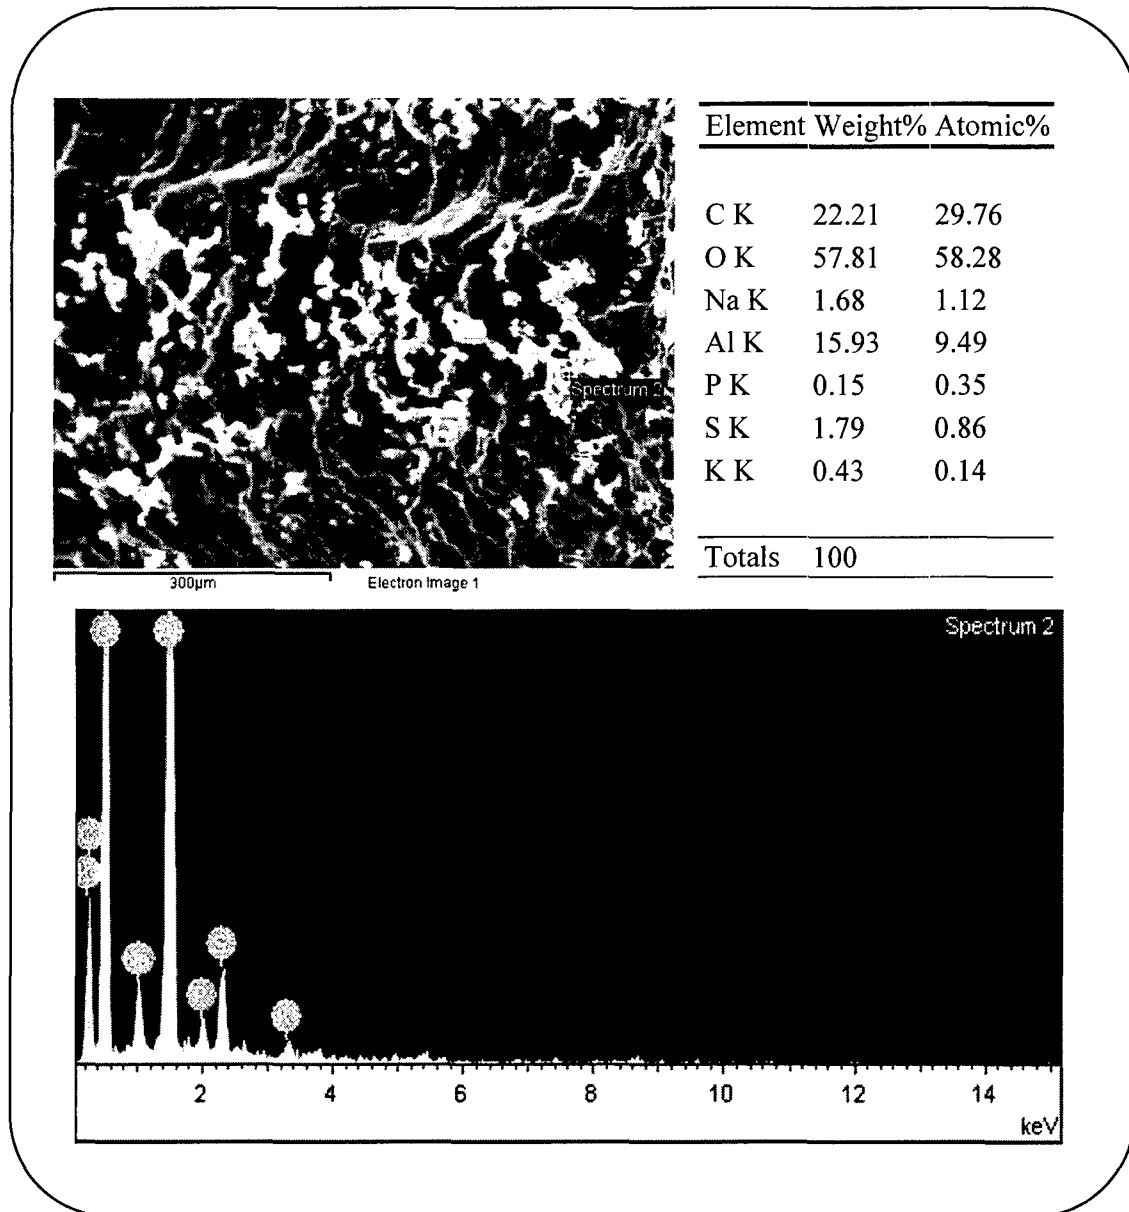 Element Weight% Atomic%
C K 22.21 29.76
O K 57.81 58.28
Na K 1.68 1.12
Al K 15.93 9.49
P K 0.15 0.35
S K 1.79 0.86
K K 0.43 0.14
Totals 100
Spectrum 2
300µm
Electron Image 1
Spectrum 2
2 4 6 8 10 12 14
keV